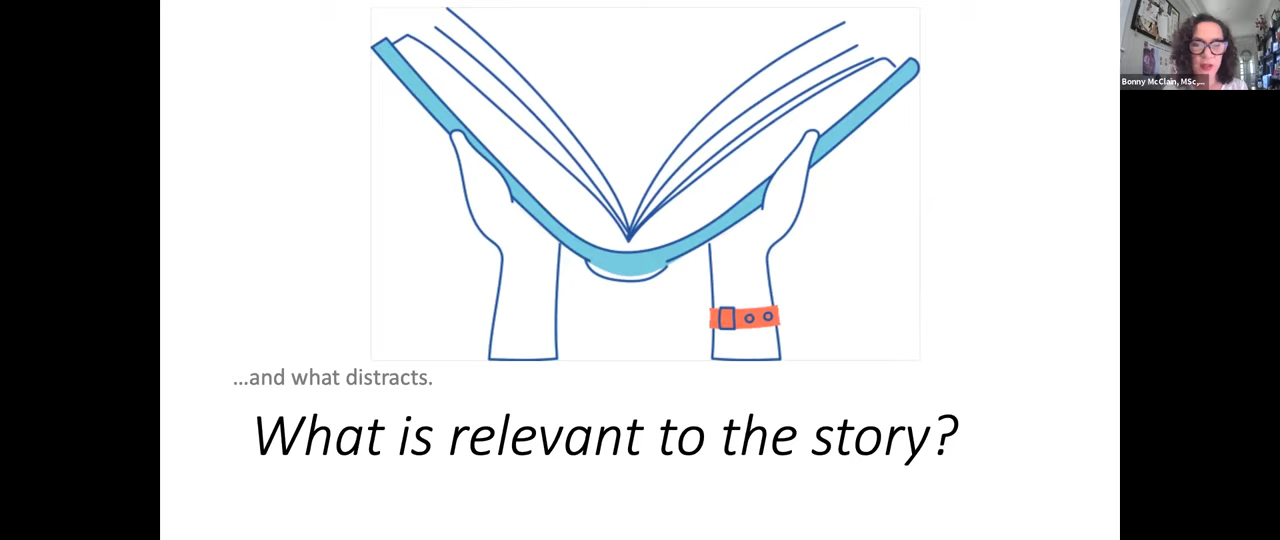 Bonny McClain, MSc,...
...and what distracts.
What is relevant to the story?